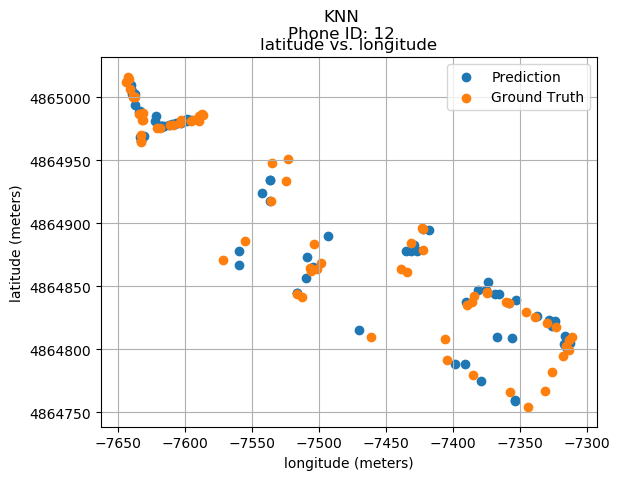 KNN
Phone ID: 12
latitude vs. longitude
Prediction
Ground Truth
latitude (meters)
4865000
4864950
4864900
4864850
4864800
4864750
−7650 −7600 −7550 −7500 −7450 −7400 −7350 −7300
longitude (meters)